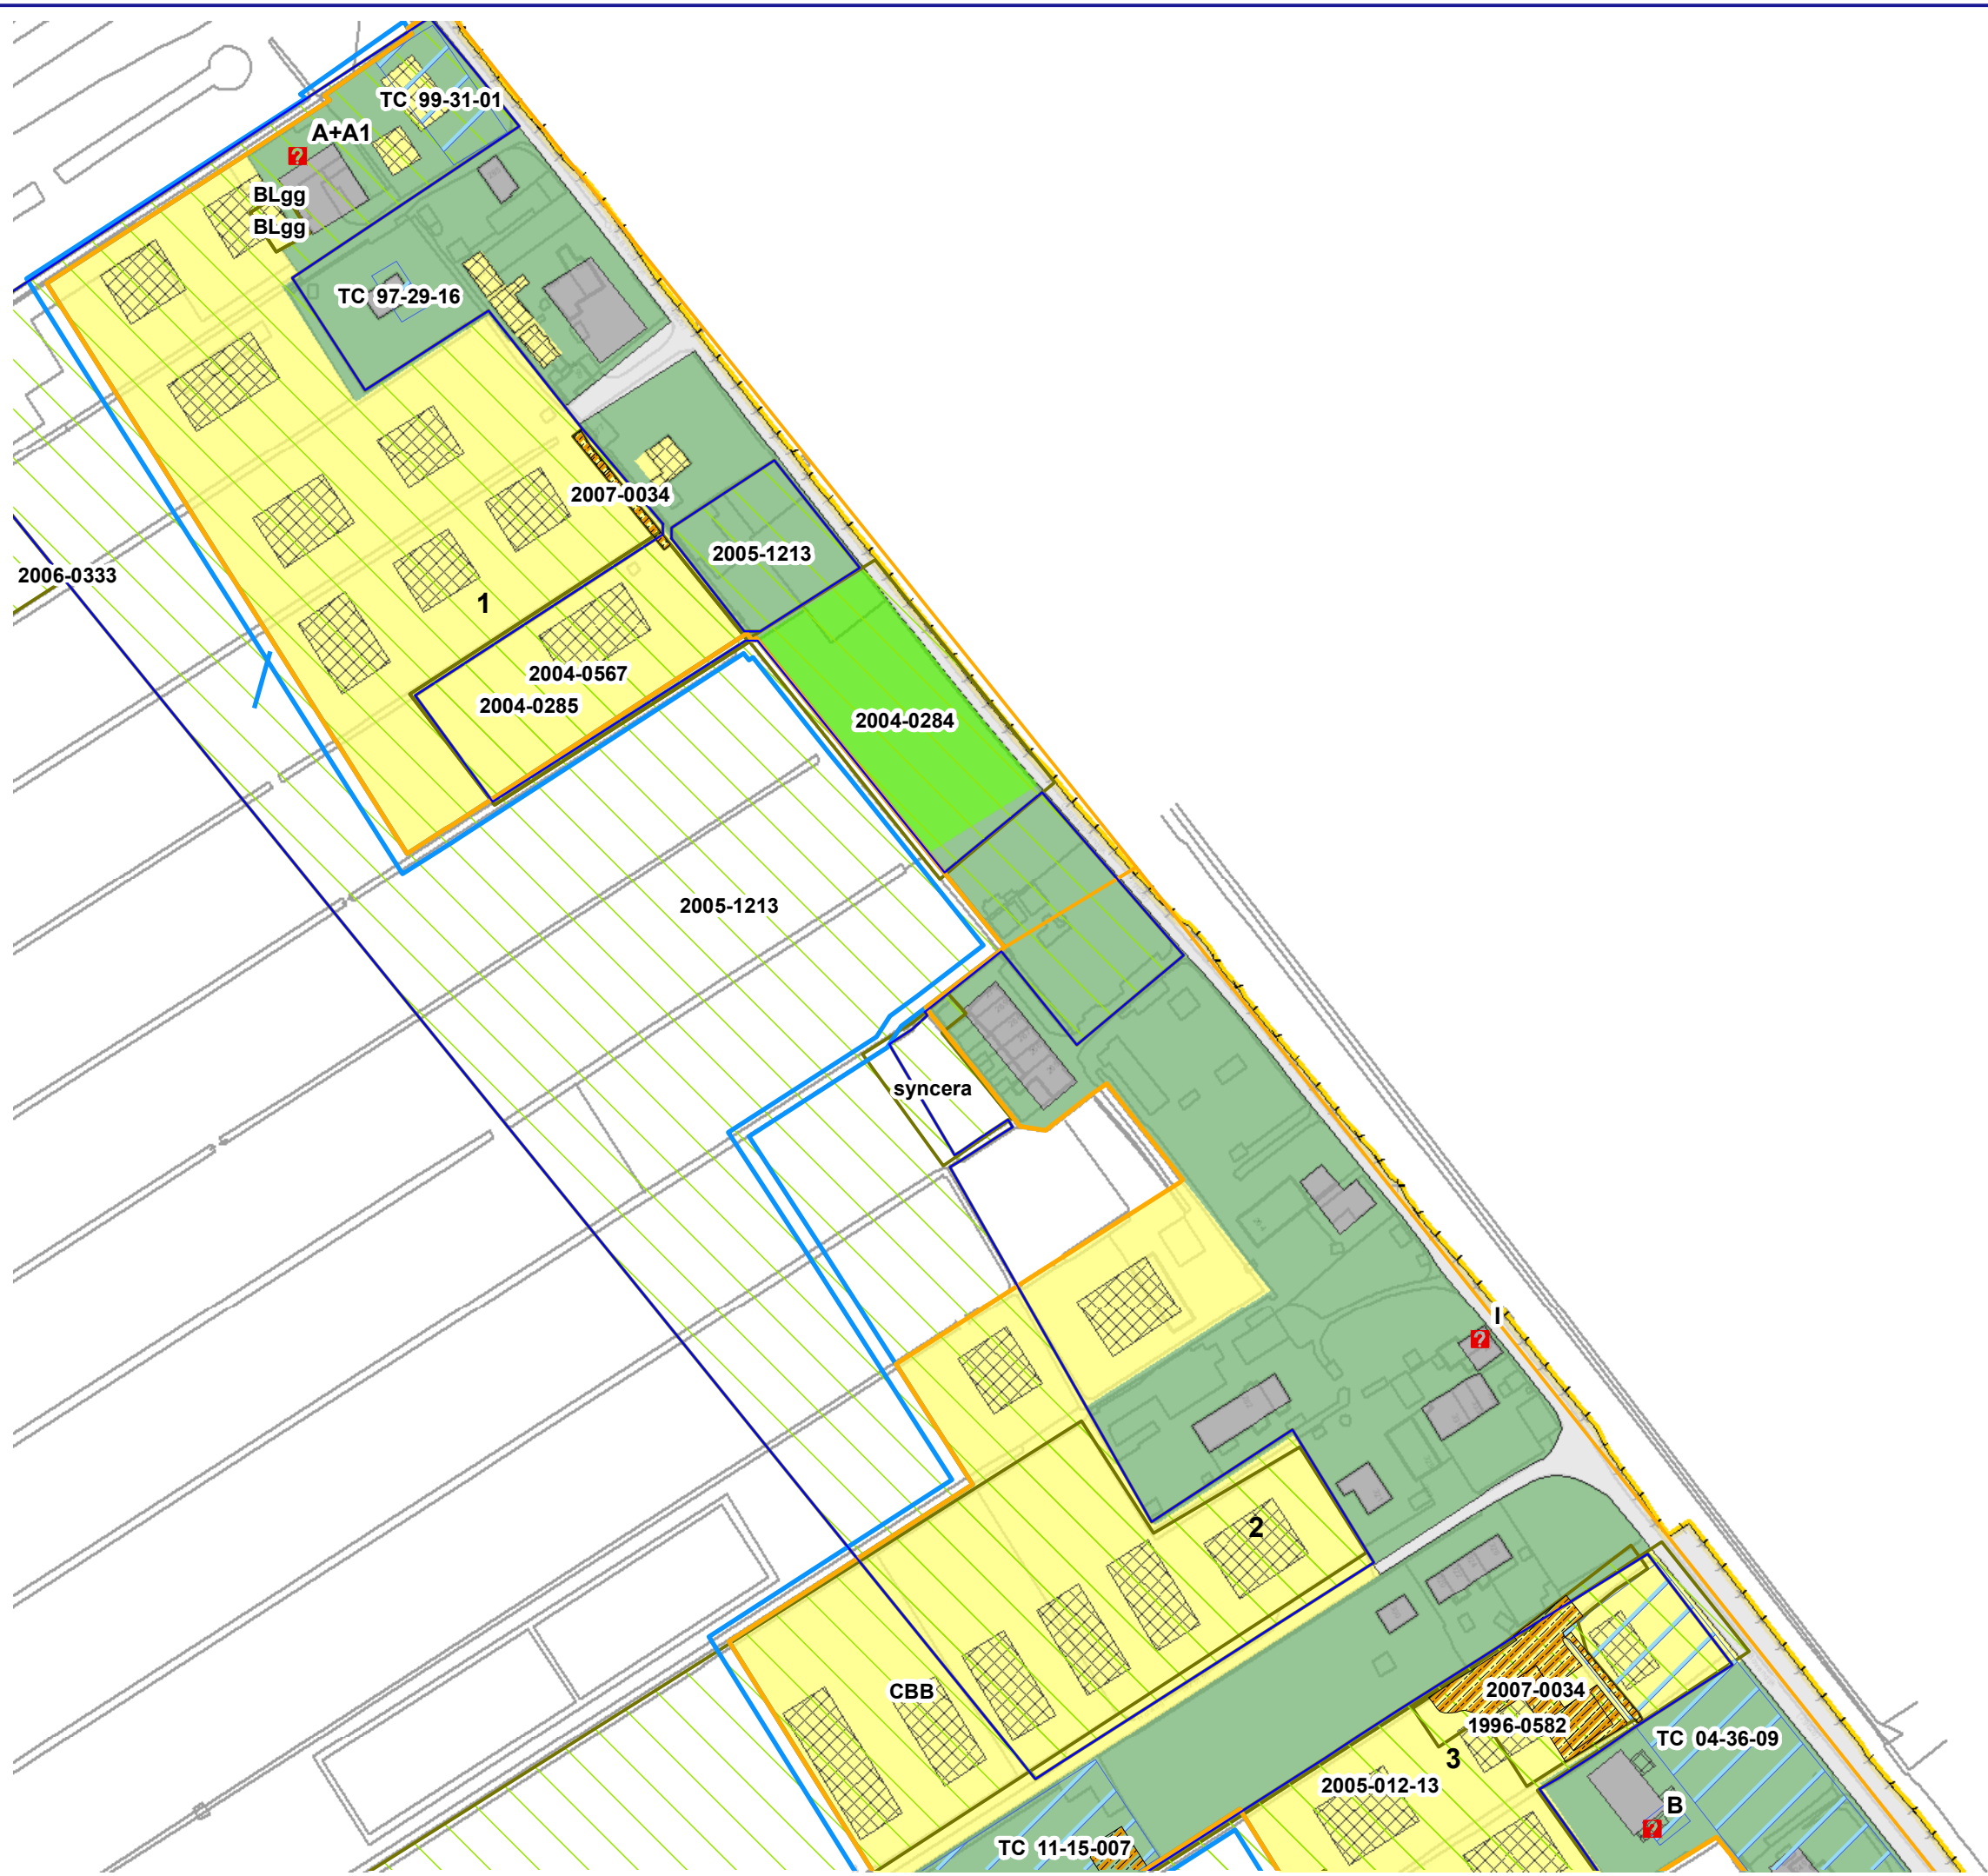 TC 99-31-01
A+A1
?
BLgg
BLgg
TC 97-29-16
2007-0034
2005-1213
2006-0333
1
2004-0567
2004-0285
2004-0284
2005-1213
syncera
I
?
2
CBB
2007-0034
1996-0582
TC 04-36-09
3
2005-012-13
B
?
TC 11-15-007